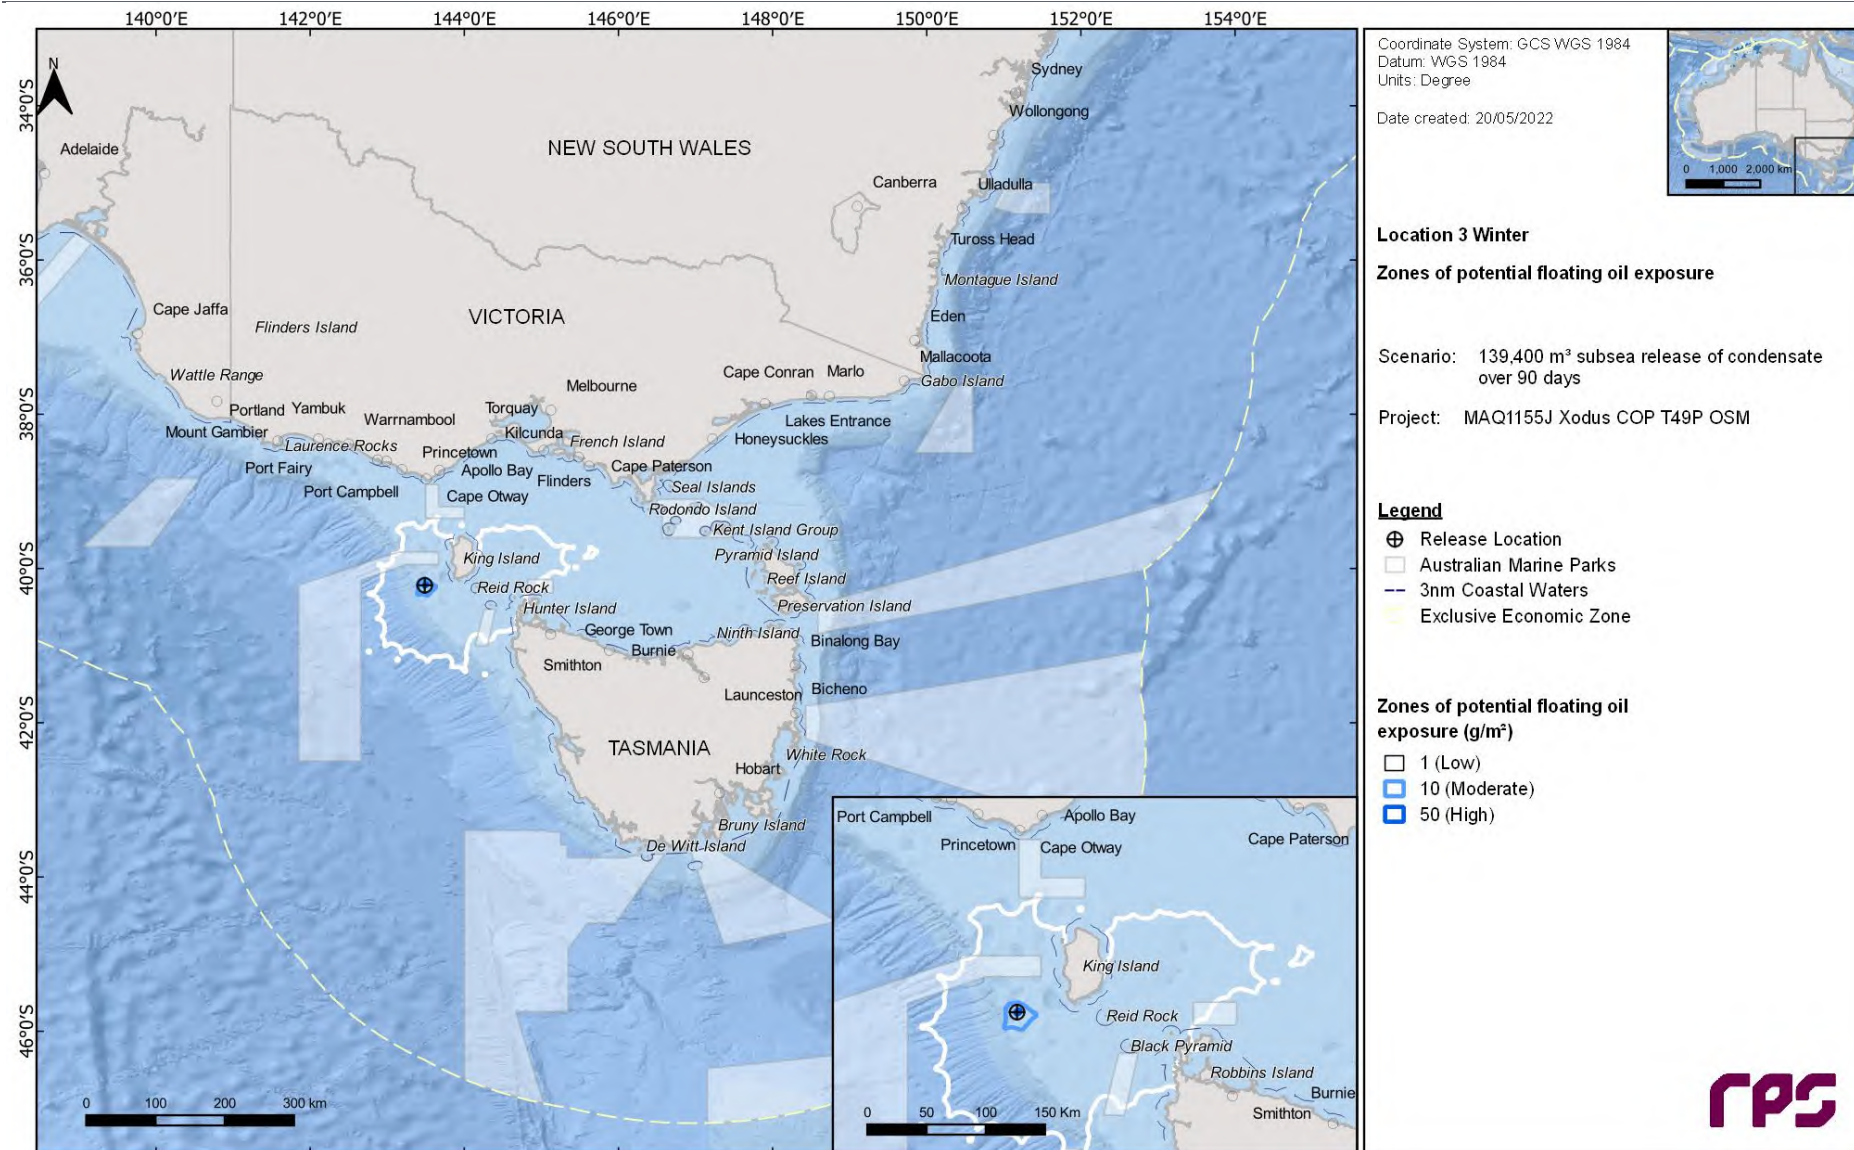 140°0'E 142°0'E 144°0'E 146°0'E 148°0'E 150°0'E 152°0'E 154°0'E
34°0'S
36°0'S
38°0'S
40°0'S
42°0'S
44°0'S
46°0'S
N
Sydney
Wollongong
NEW SOUTH WALES
Adelaide
Canberra
Ulladulla
Tuross Head
Montague Island
Cape Jaffa
Flinders Island
VICTORIA
Eden
Mallacoota
Wattle Range
Melbourne
Cape Conran
Marlo
Gabo Island
Portland
Yambuk
Warrnambool
Torquay
Lakes Entrance
Mount Gambier
Laurence Rocks
Kilcunda
French Island
Honeysuckles
Princetown
Port Fairy
Apollo Bay
Flinders
Cape Paterson
Port Campbell
Cape Otway
Seal Islands
Rodondo Island
Kent Island Group
King Island
Pyramid Island
Reid Rock
Reef Island
Hunter Island
Preservation Island
George Town
Ninth Island
Binalong Bay
Smithton
Burnie
Launceston
Bicheno
TASMANIA
White Rock
Hobart
Bruny Island
De Witt Island
0 100 200 300 km
Port Campbell
Apollo Bay
Princetown
Cape Otway
Cape Paterson
King Island
Reid Rock
Black Pyramid
Robbins Island
Burnie
Smithton
0 50 100 150 Km
Coordinate System: GCS WGS 1984
Datum: WGS 1984
Units: Degree
Date created: 20/05/2022
0 1,000 2,000 km
Location 3 Winter
Zones of potential floating oil exposure
Scenario: 139,400 m³ subsea release of condensate
over 90 days
Project: MAQ1155J Xodus COP T49P OSM
Legend
Release Location
Australian Marine Parks
3nm Coastal Waters
Exclusive Economic Zone
Zones of potential floating oil
exposure (g/m²)
1 (Low)
10 (Moderate)
50 (High)
rps